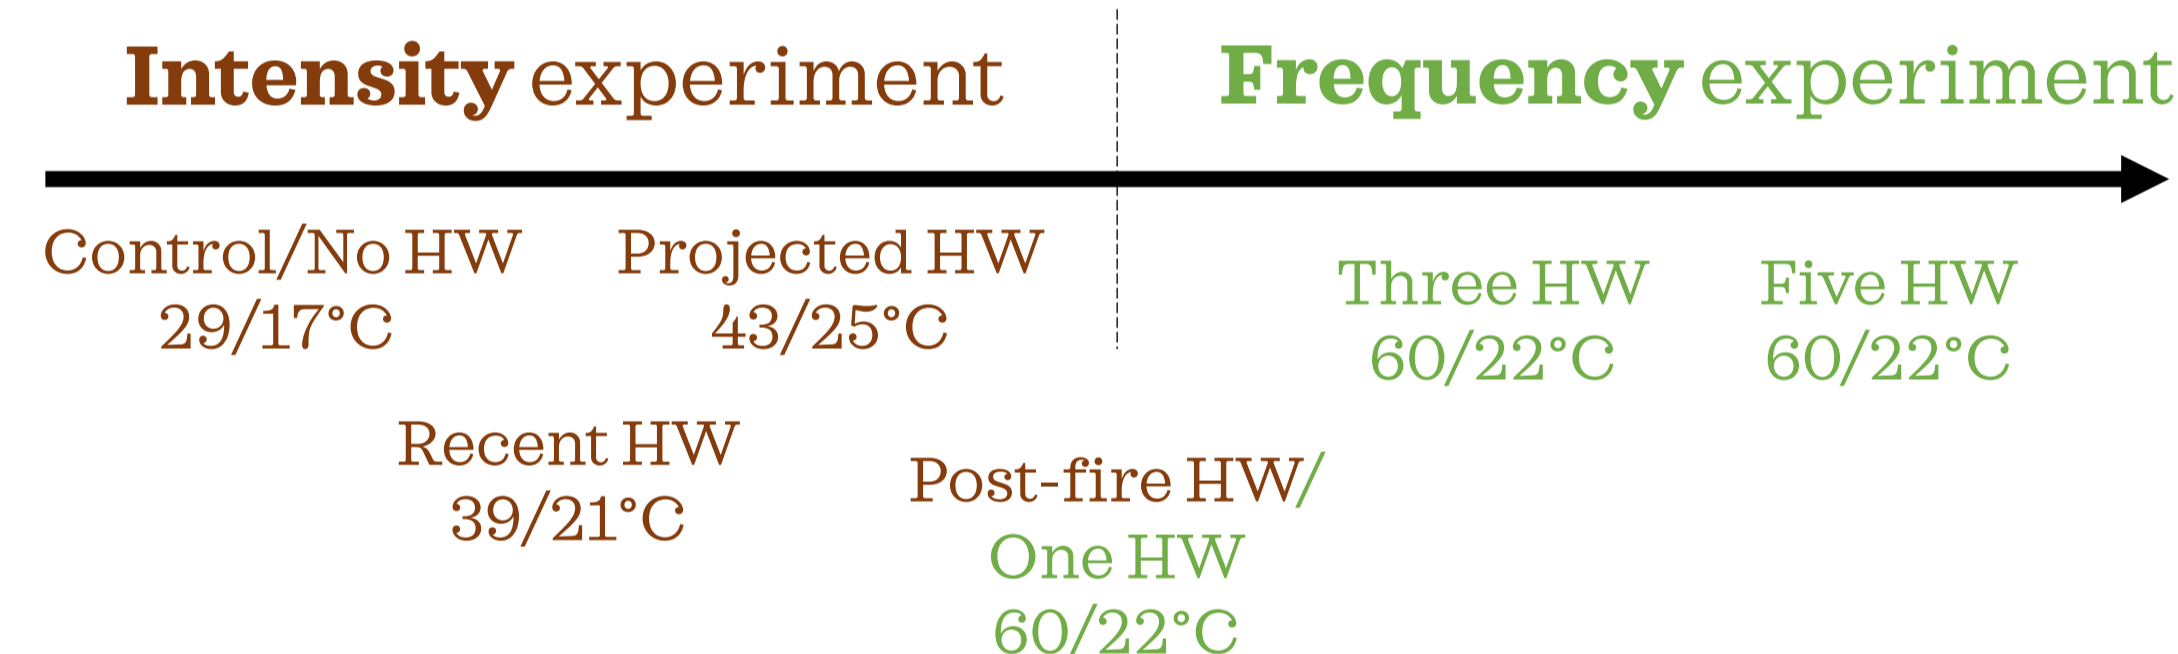 Intensity experiment
Frequency experiment
Control/No HW
29/17°C
Recent HW
39/21°C
Projected HW
43/25°C
Post-fire HW/
One HW
60/22°C
Three HW
60/22°C
Five HW
60/22°C